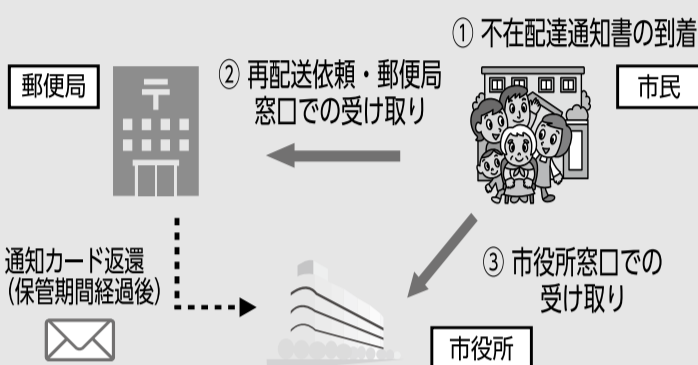 ① 不在配達通知書の到着
郵便局
② 再配送依頼・郵便局
窓口での受け取り
市民
通知カード返還
（保管期間経過後）
③ 市役所窓口での
受け取り
市役所